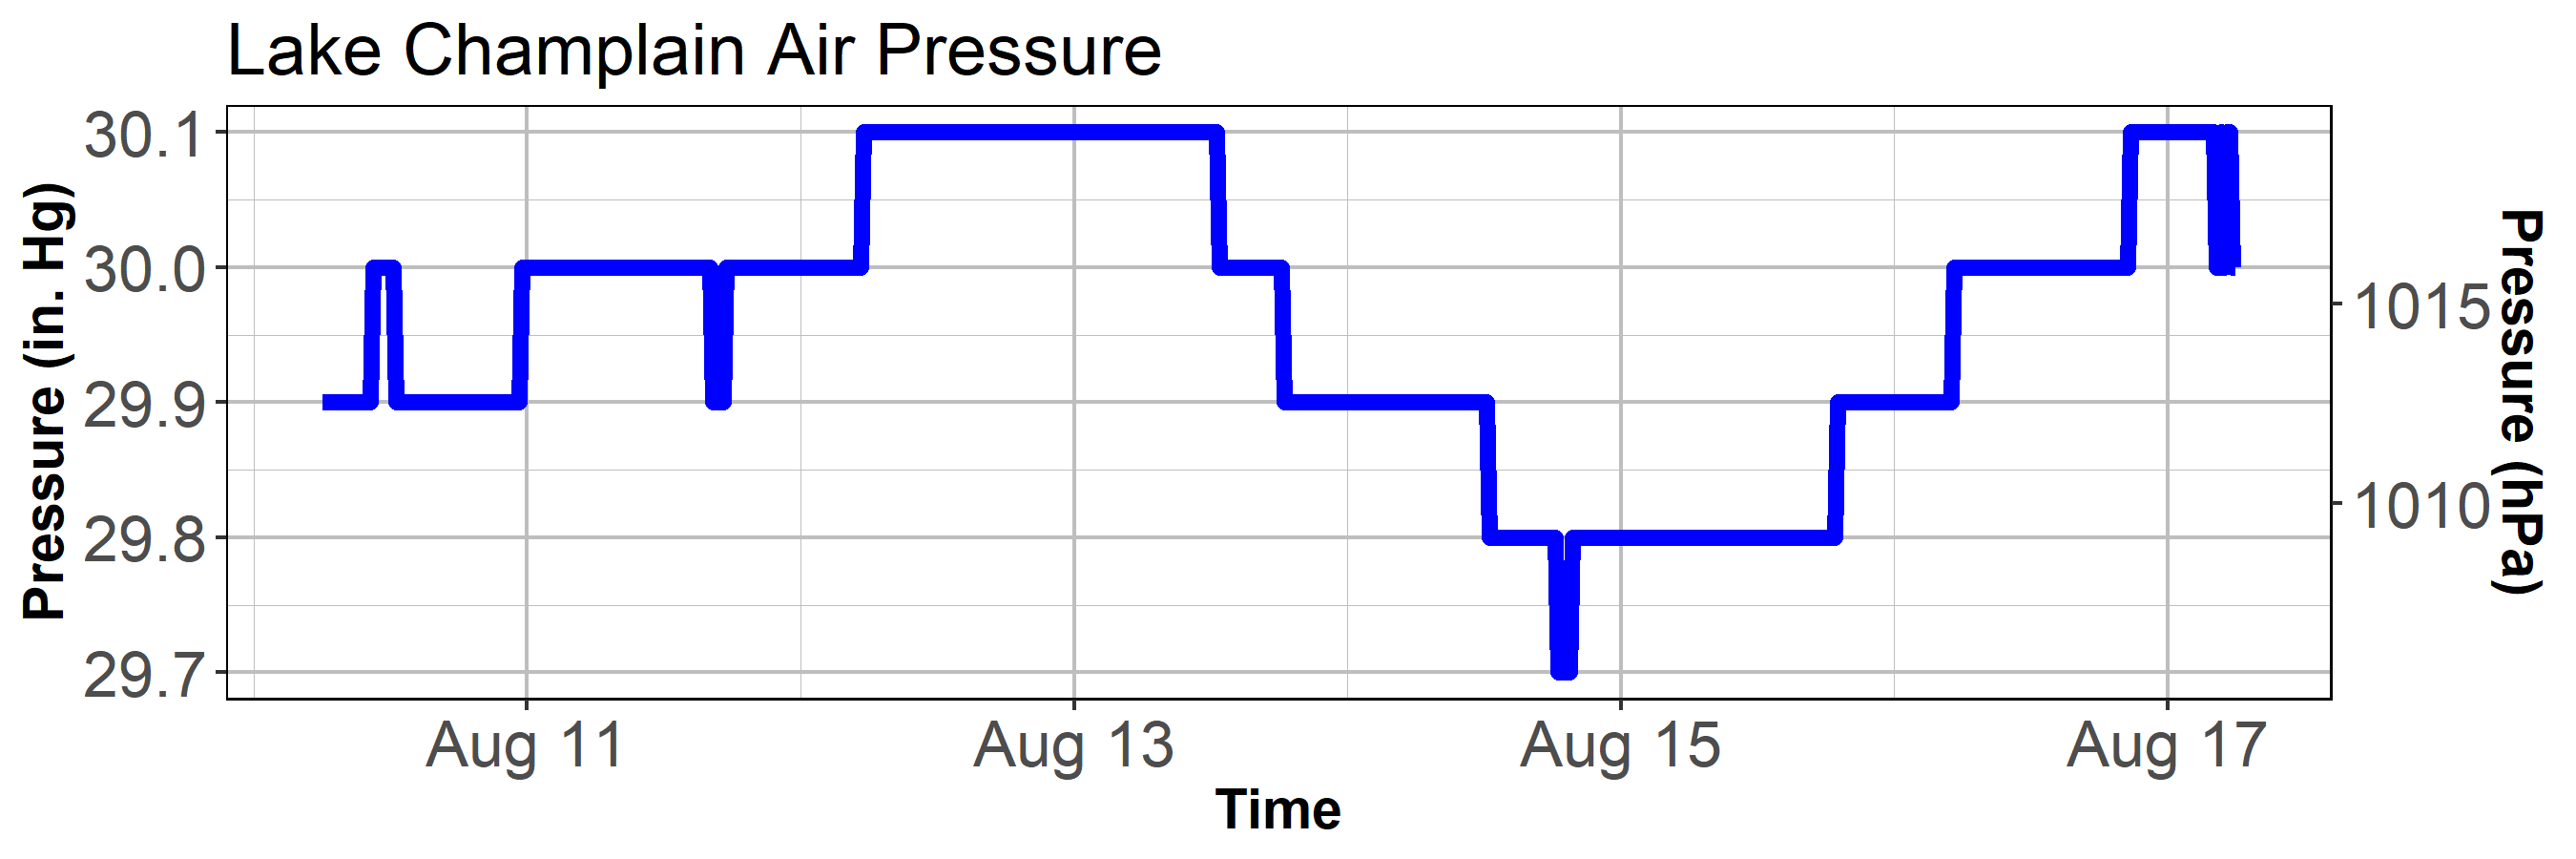 Lake Champlain Air Pressure
Pressure (in. Hg)
30.1
30.0
29.9
29.8
29.7
1015
1010
Pressure (hPa)
Aug 11
Aug 13
Aug 15
Aug 17
Time